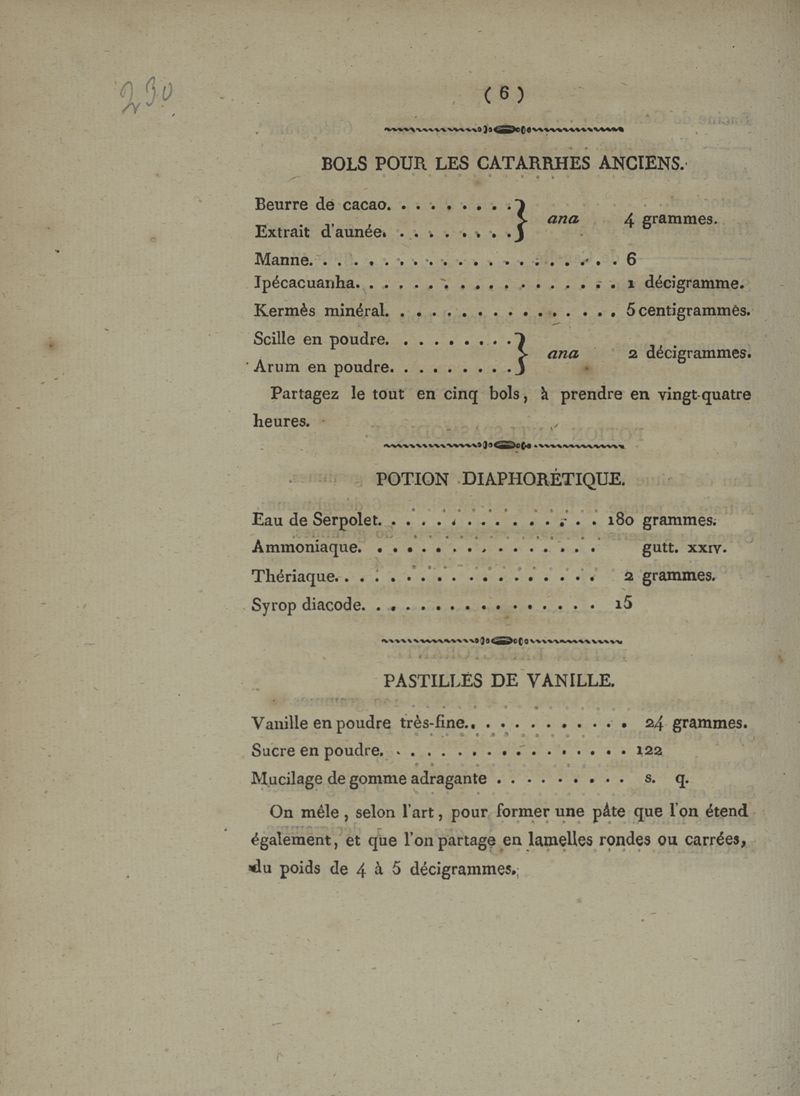 230
( 6 )
BOLS POUR LES CATARRHES ANCIENS.
Beurre de cacao. . . . . . . . . } ana 4 grammes.
Extrait d'aunée. . . . . . . . . }
Manne. . . . . . . . . . . . . . . . . . . . 6
Ipécacuanha. . . . . . . . . . . . . . . . . . 1 décigramme.
Kermès minéral. . . . . . . . . . . . . . . . 5 centigrammes.
Scille en poudre. . . . . . . . . } ana 2 décigrammes.
Arum en poudre. . . . . . . . . }
Partagez le tout en cinq bols, à prendre en vingt-quatre
heures.
POTION DIAPHORÉTIQUE.
Eau de Serpolet. . . . . . . . . . . . . . . 180 grammes.
Ammoniaque. . . . . . . . . . . . . . . . gutt. xxiv.
Thériaque. . . . . . . . . . . . . . . . . . 2 grammes.
Syrop diacode. . . . . . . . . . . . . . . . 15
PASTILLES DE VANILLE.
Vanille en poudre très-fine. . . . . . . . . . . . 24 grammes.
Sucre en poudre. . . . . . . . . . . . . . . . . 122
Mucilage de gomme adragante . . . . . . . . . s. q.
On mêle, selon l'art, pour former une pâte que l'on étend
également, et que l'on partage en lamelles rondes ou carrées,
du poids de 4 à 5 décigrammes.